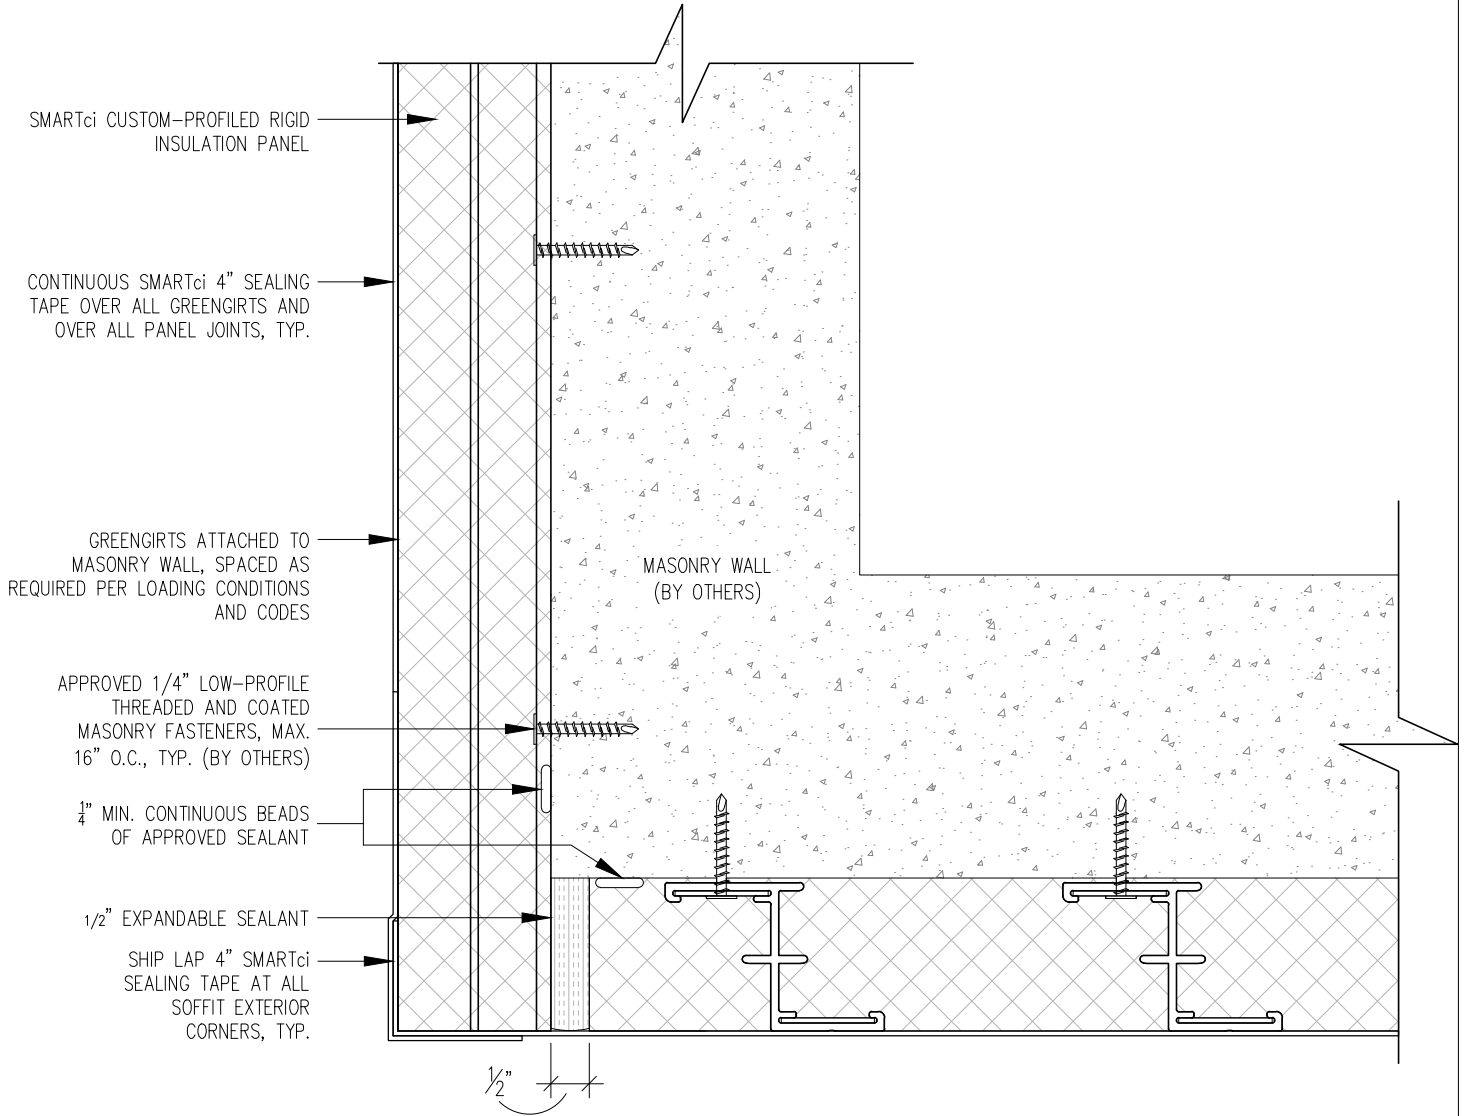 SMARTci CUSTOM-PROFILED RIGID
INSULATION PANEL
CONTINUOUS SMARTci 4" SEALING
TAPE OVER ALL GREENGIRTS AND
OVER ALL PANEL JOINTS, TYP.
GREENGIRTS ATTACHED TO
MASONRY WALL, SPACED AS
REQUIRED PER LOADING CONDITIONS
AND CODES
APPROVED 1/4" LOW-PROFILE
THREADED AND COATED
MASONRY FASTENERS, MAX.
16" O.C., TYP. (BY OTHERS)
1/4" MIN. CONTINUOUS BEADS
OF APPROVED SEALANT
1/2" EXPANDABLE SEALANT
SHIP LAP 4" SMARTci
SEALING TAPE AT ALL
SOFFIT EXTERIOR
CORNERS, TYP.
MASONRY WALL
(BY OTHERS)
1/2"